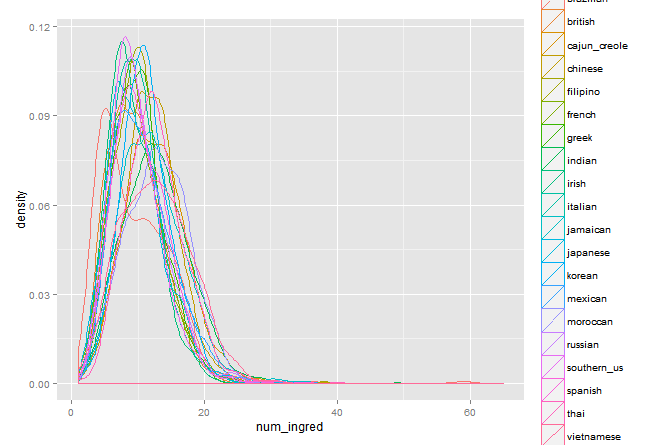 british
cajun_creole
chinese
filipino
french
greek
indian
irish
italian
jamaican
japanese
korean
mexican
moroccan
russian
southern_us
spanish
thai
vietnamese
0.12
0.09
0.06
0.03
0.00
density
0
20
40
60
num_ingred